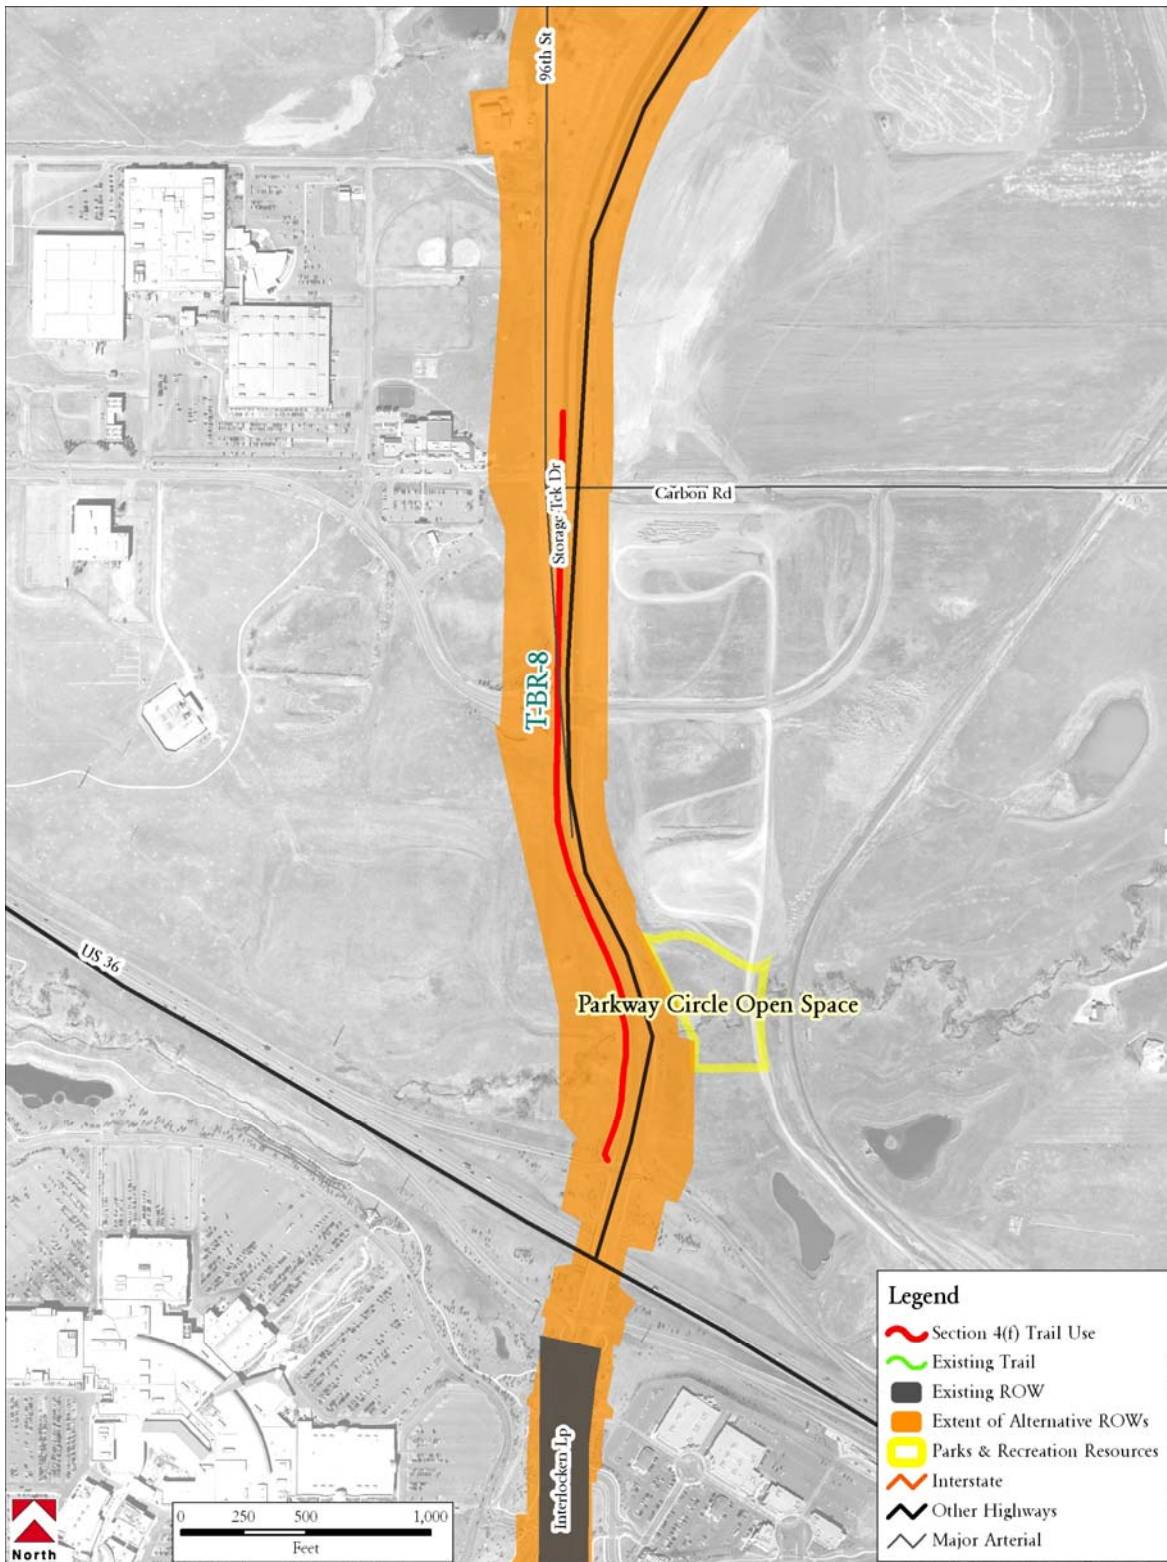 96th St
Storage Tek Dr
Carbon Rd
T-BR-8
US 36
Parkway Circle Open Space
Interlocken Lp
Legend
Section 4(f) Trail Use
Existing Trail
Existing ROW
Extent of Alternative ROWs
Parks & Recreation Resources
Interstate
Other Highways
Major Arterial
North
0 250 500 1,000
Feet